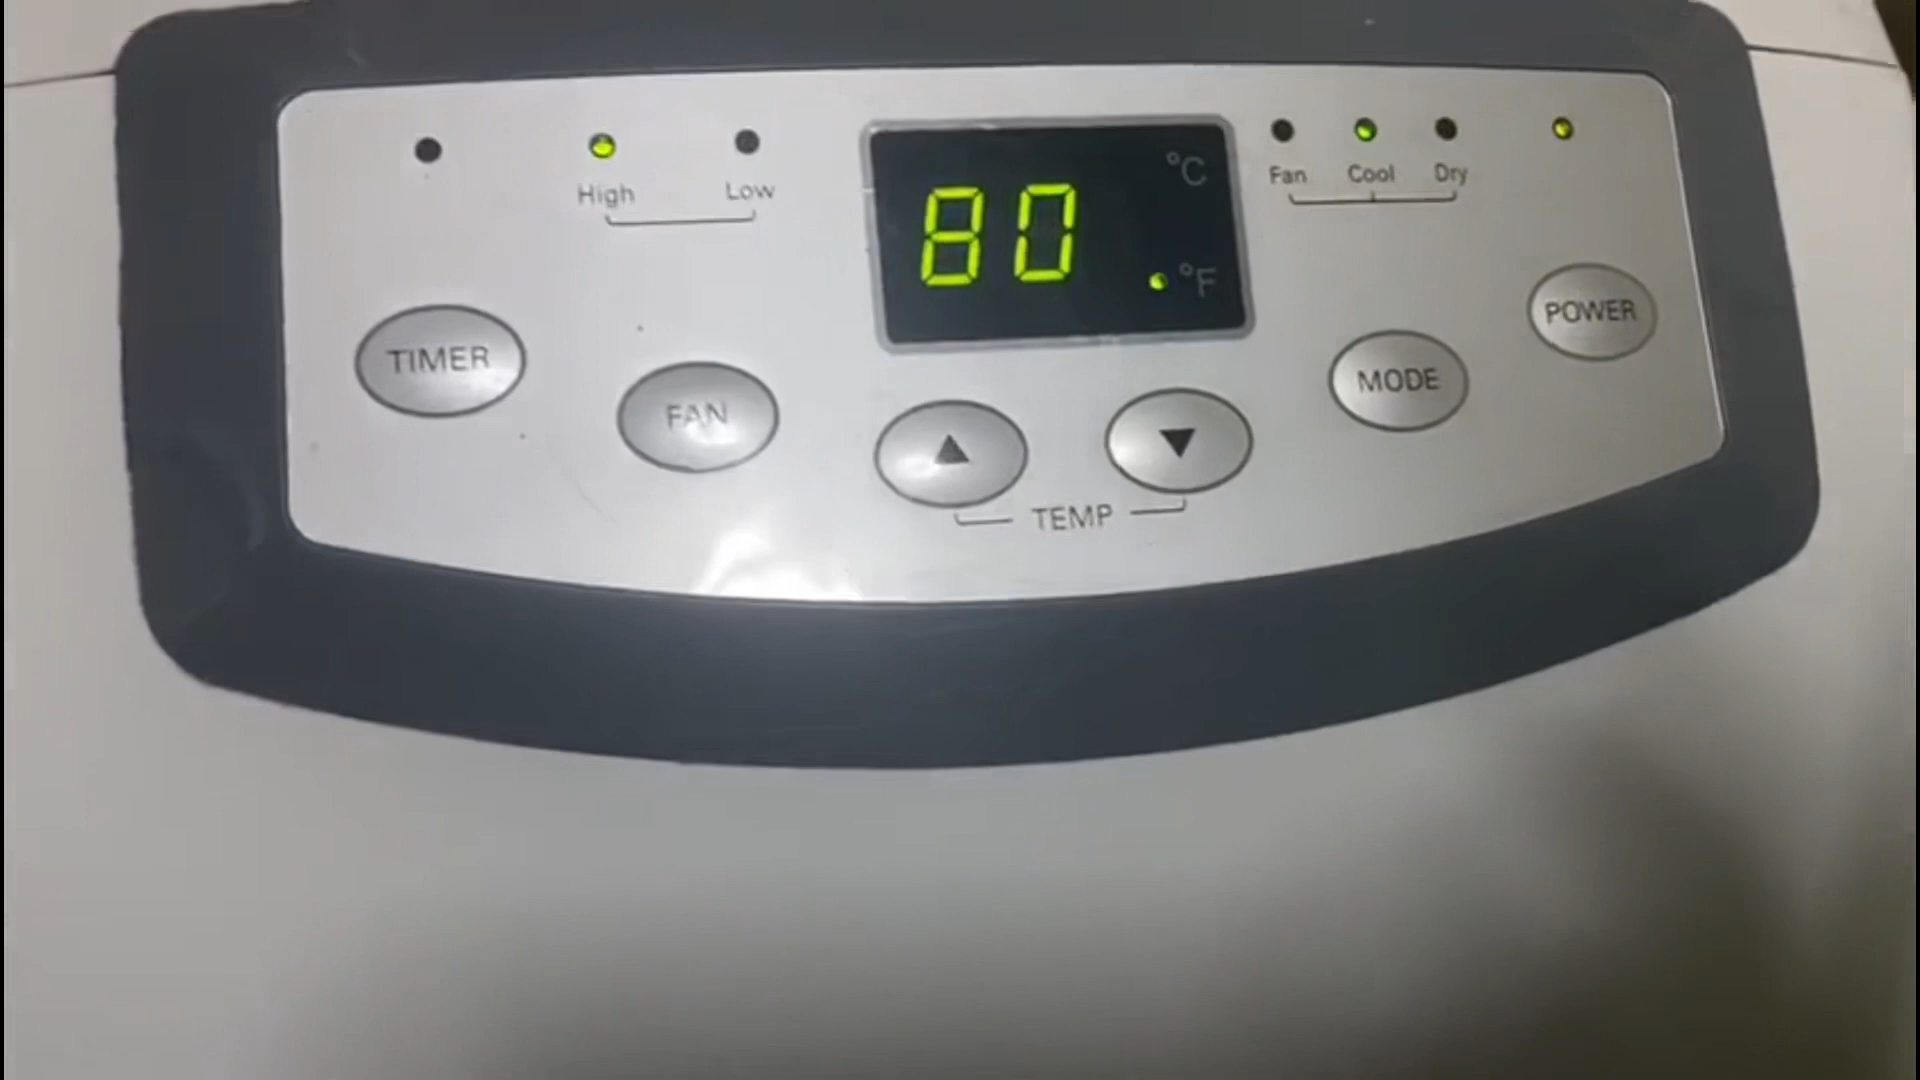 High Low
80
°C
°F
Fan Cool Dry
TIMER
FAN
▲ ▼
TEMP
MODE
POWER